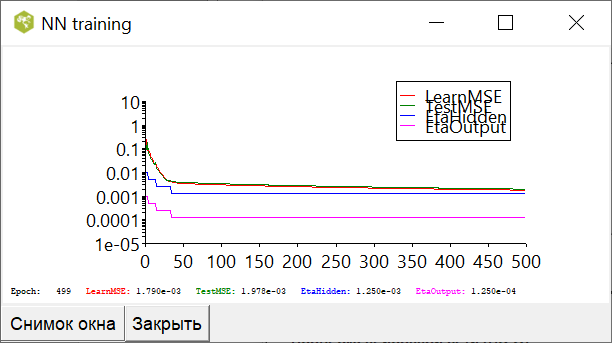 NN training
LearnMSE
TestMSE
EtaHidden
EtaOutput
10
1
0.1
0.01
0.001
0.0001
1e-05
0 50 100 150 200 250 300 350 400 450 500
Epoch: 499 LearnMSE: 1.790e-03 TestMSE: 1.978e-03 EtaHidden: 1.250e-03 EtaOutput: 1.250e-04
Снимок окна Закрыть